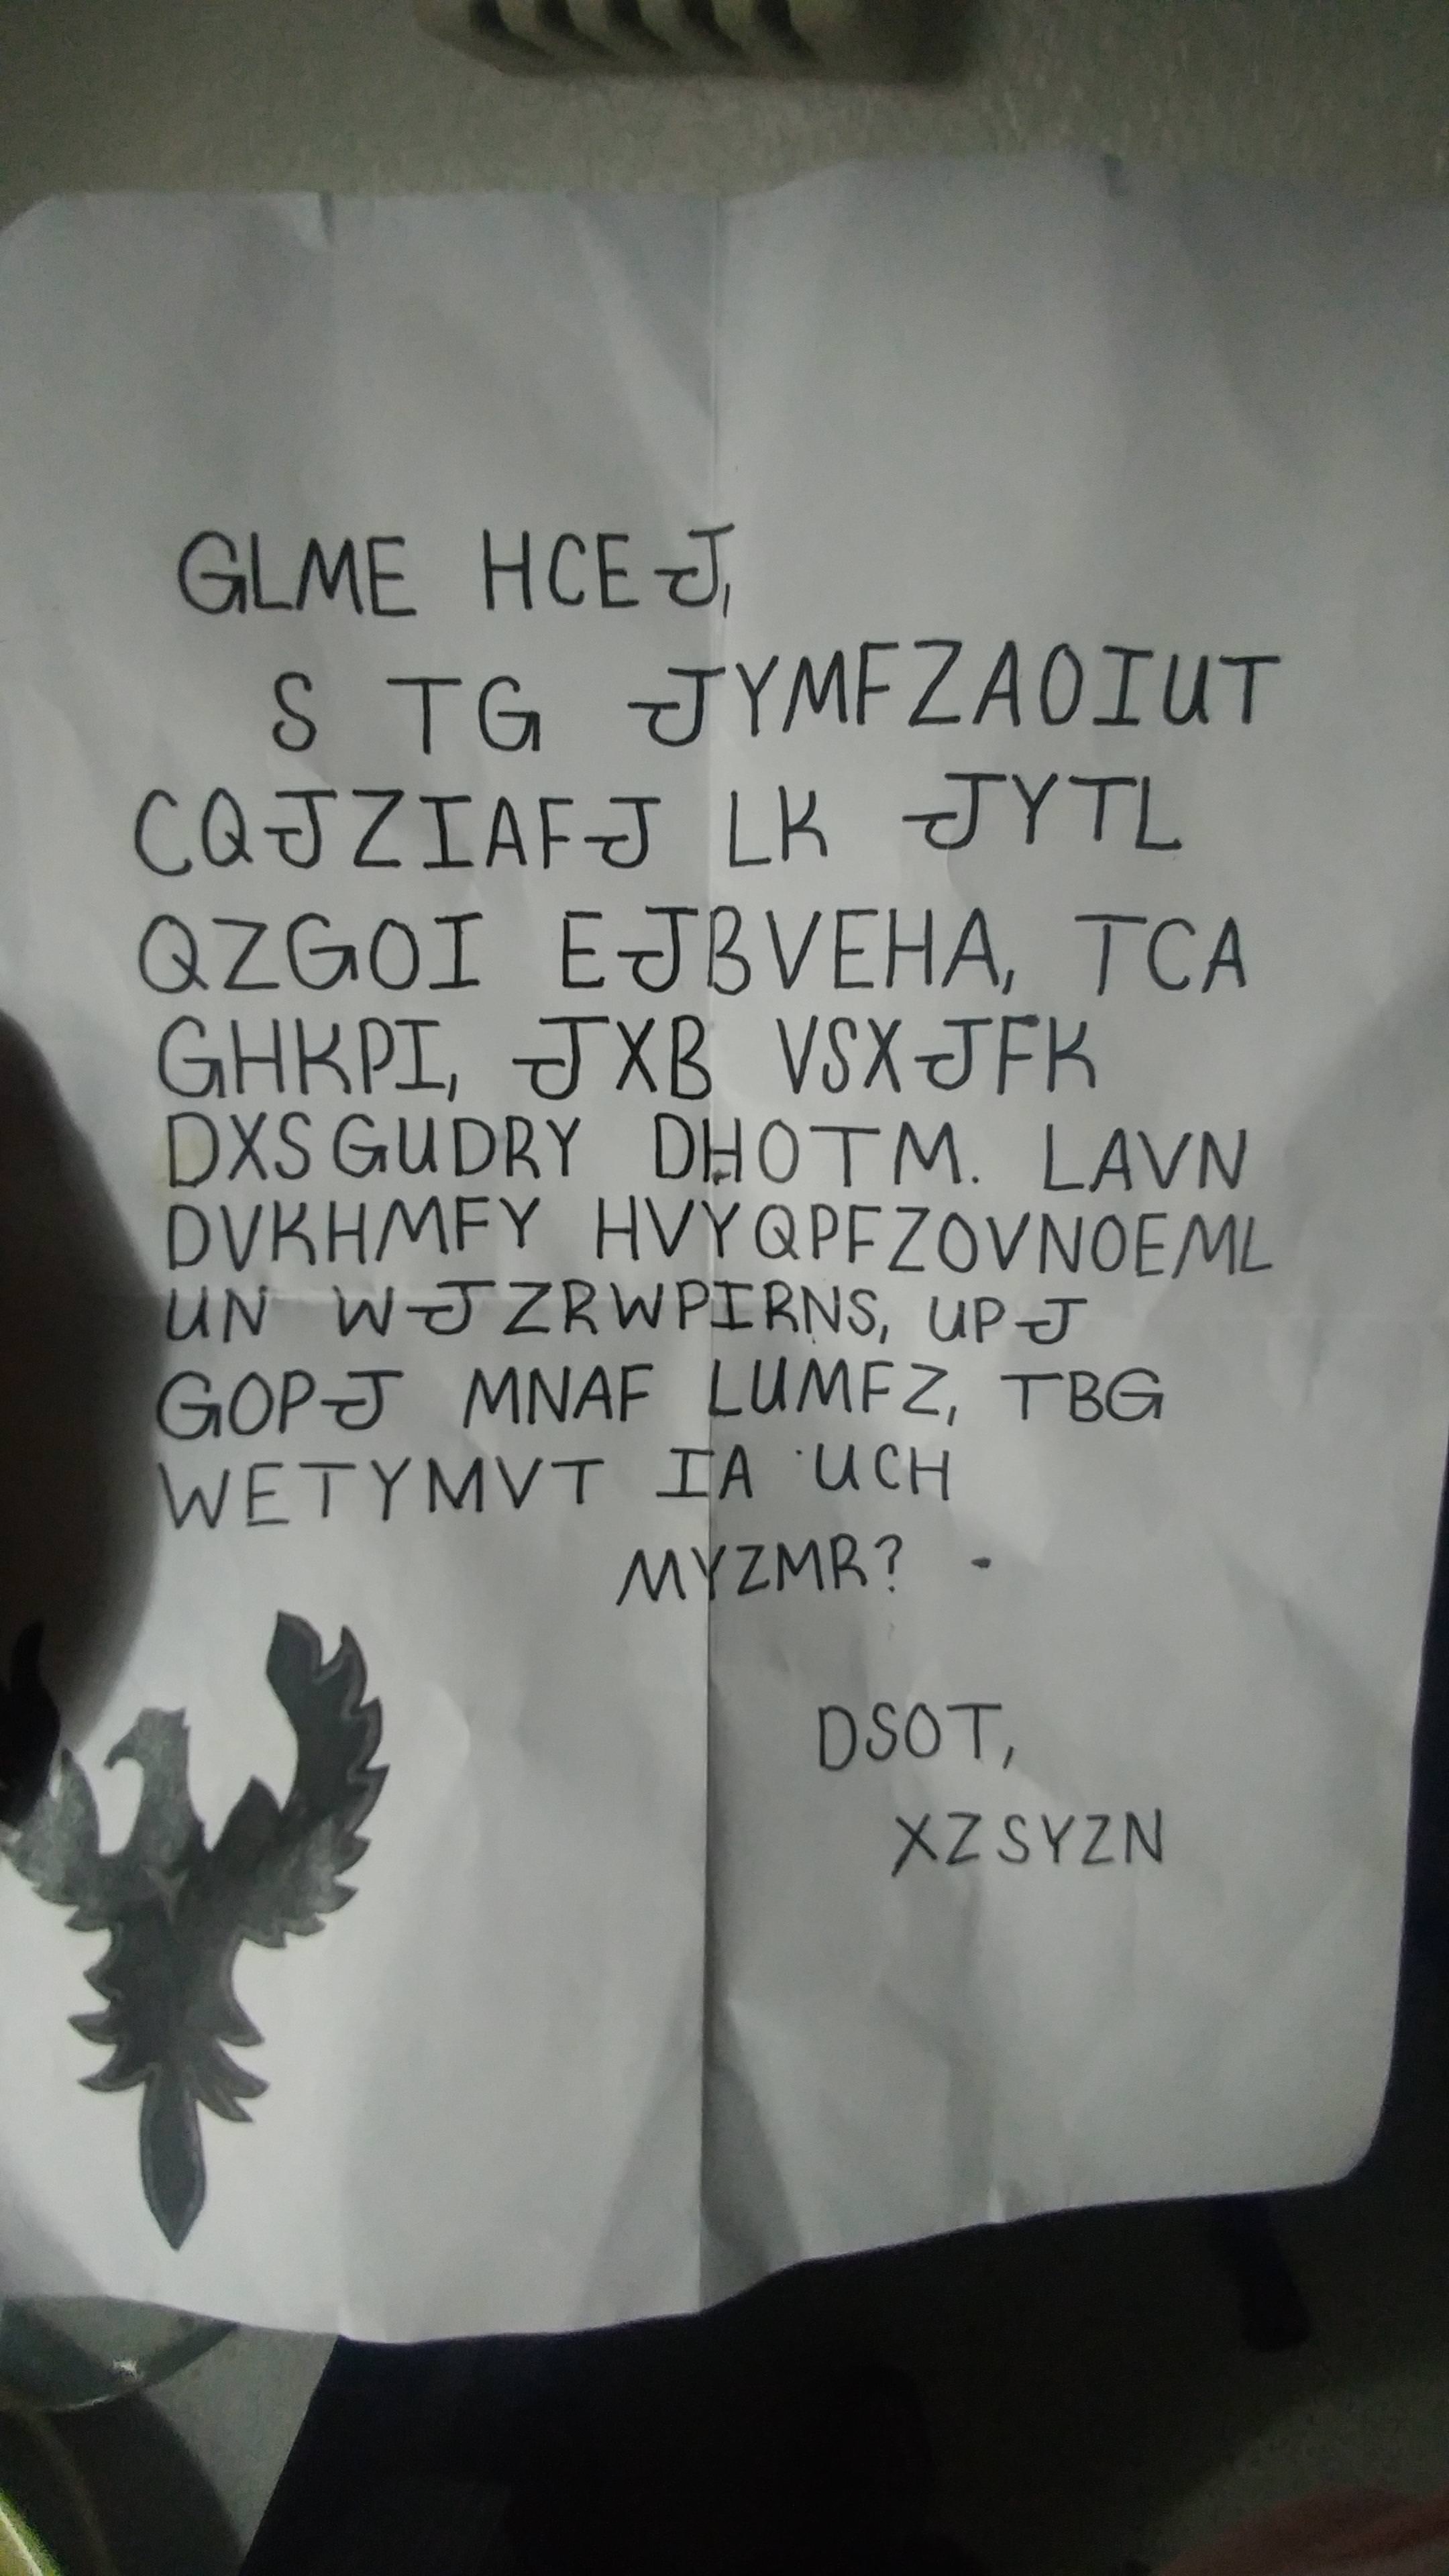 GLME HCEJ,
S TG JYMFZAOIUT
CQJZIAFJ LK JYTL
QZGOI EJBVEHA, TCA
GHKPI, JXB VSXJFK
DXSGUDRY DHOTM. LAVN
DVKHMFY HVYQPFZOVNOEML
UN WJZRWPIRNS, UPJ
GOPJ MNAF LUMFZ, TBG
WETYMVT IA UCH
MYZMR?
DSOT,
XZSYZN